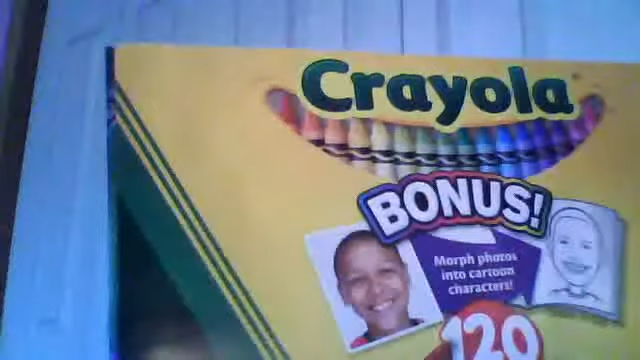 Crayola
BONUS!
Morph photos
into cartoon
characters!
120